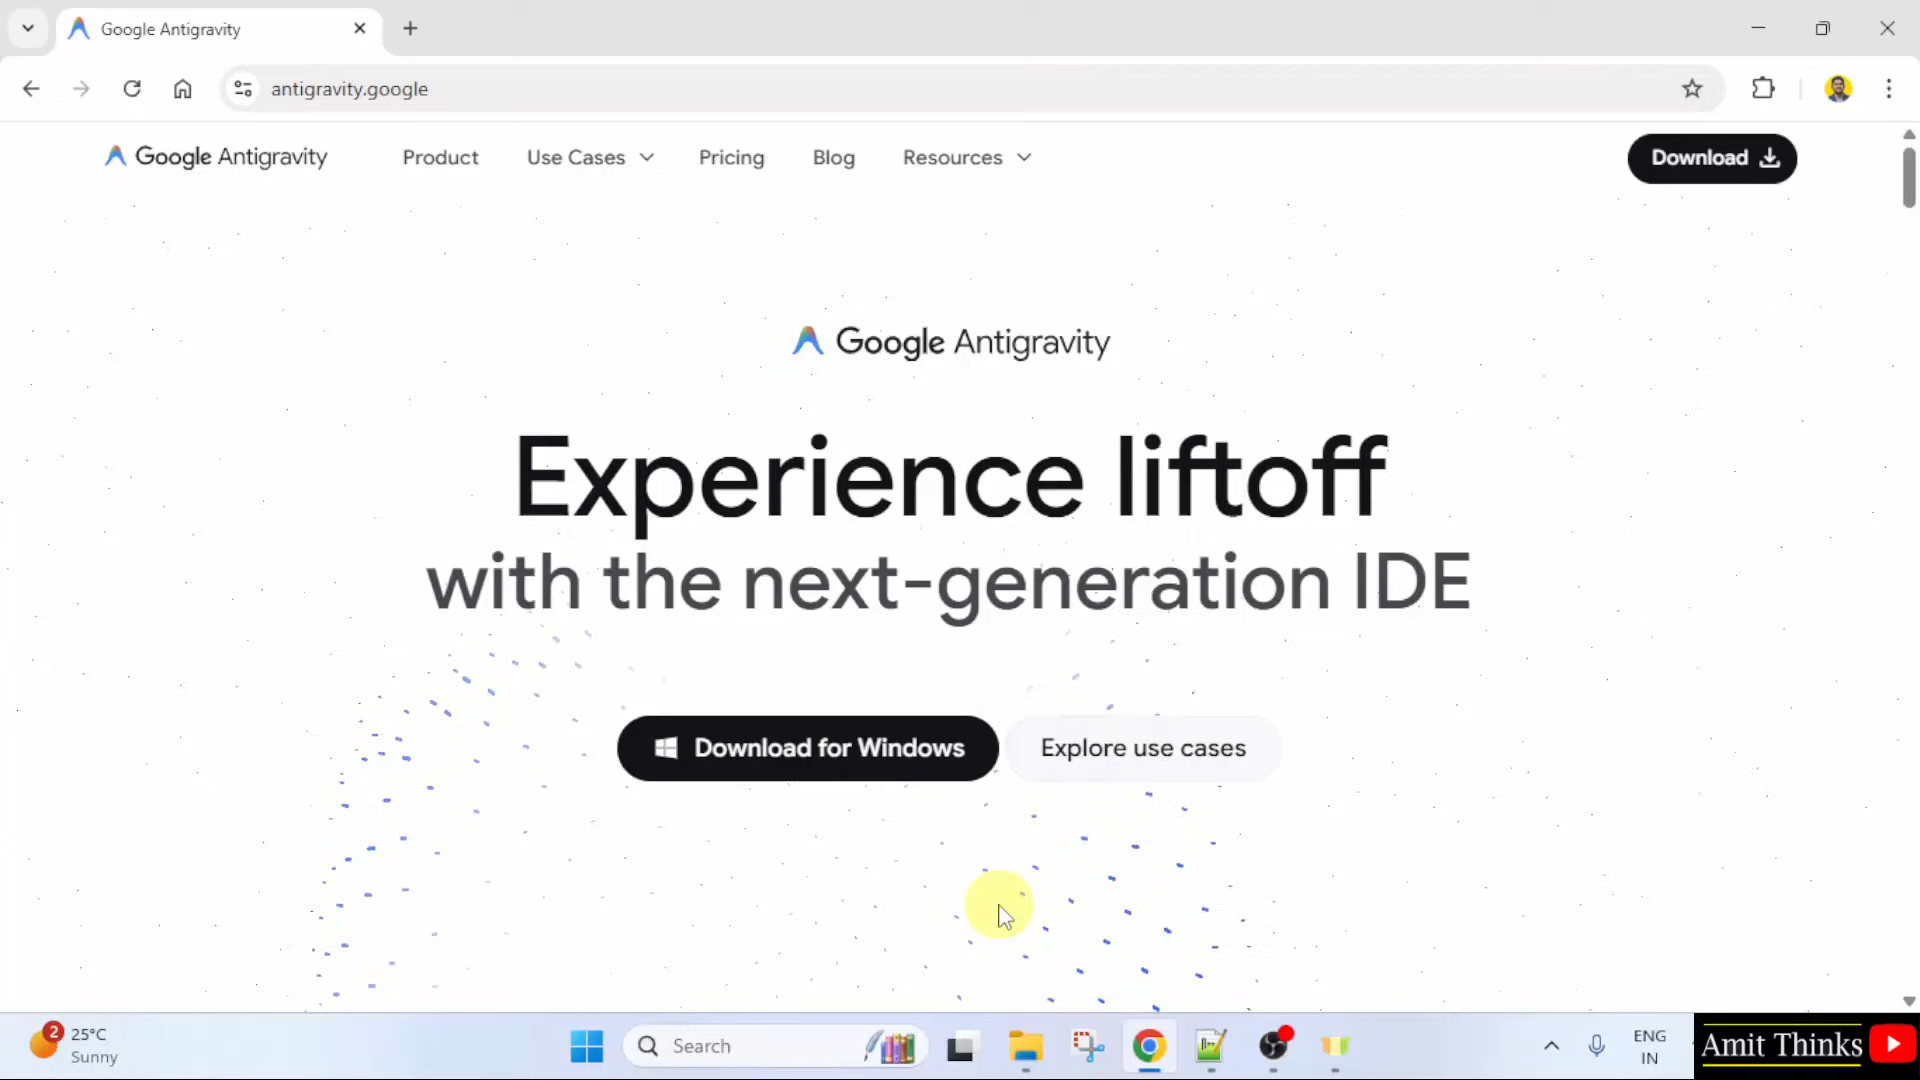 Google Antigravity
antigravity.google
Google Antigravity
Product
Use Cases
Pricing
Blog
Resources
Download
Google Antigravity
Experience liftoff
with the next-generation IDE
Download for Windows
Explore use cases
2
25°C
Sunny
Search
ENG
IN
Amit Thinks